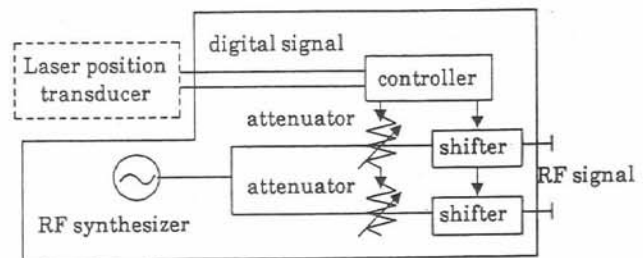 digital signal
Laser position
transducer
controller
attenuator
shifter
RF signal
attenuator
RF synthesizer
shifter